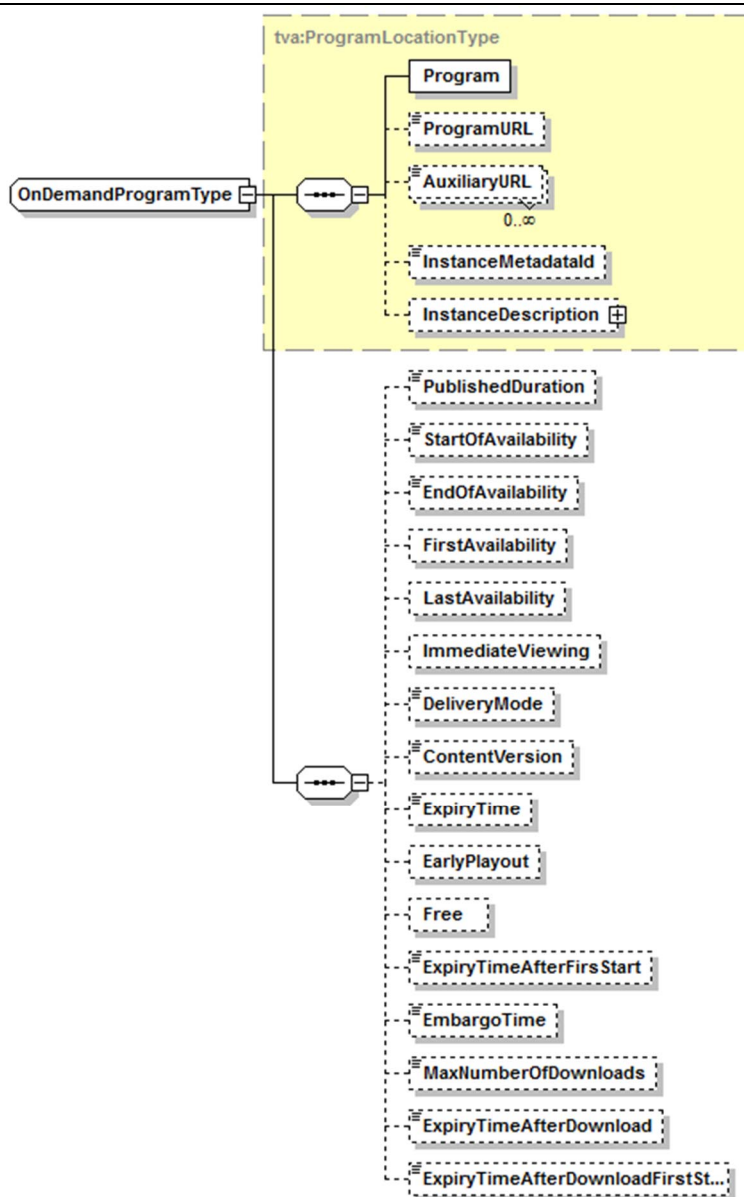 tva:ProgramLocationType
Program
ProgramURL
AuxiliaryURL
0..∞
OnDemandProgramType
InstanceMetadataId
InstanceDescription
PublishedDuration
StartOfAvailability
EndOfAvailability
FirstAvailability
LastAvailability
ImmediateViewing
DeliveryMode
ContentVersion
ExpiryTime
EarlyPlayout
Free
ExpiryTimeAfterFirsStart
EmbargoTime
MaxNumberOfDownloads
ExpiryTimeAfterDownload
ExpiryTimeAfterDownloadFirstSt...